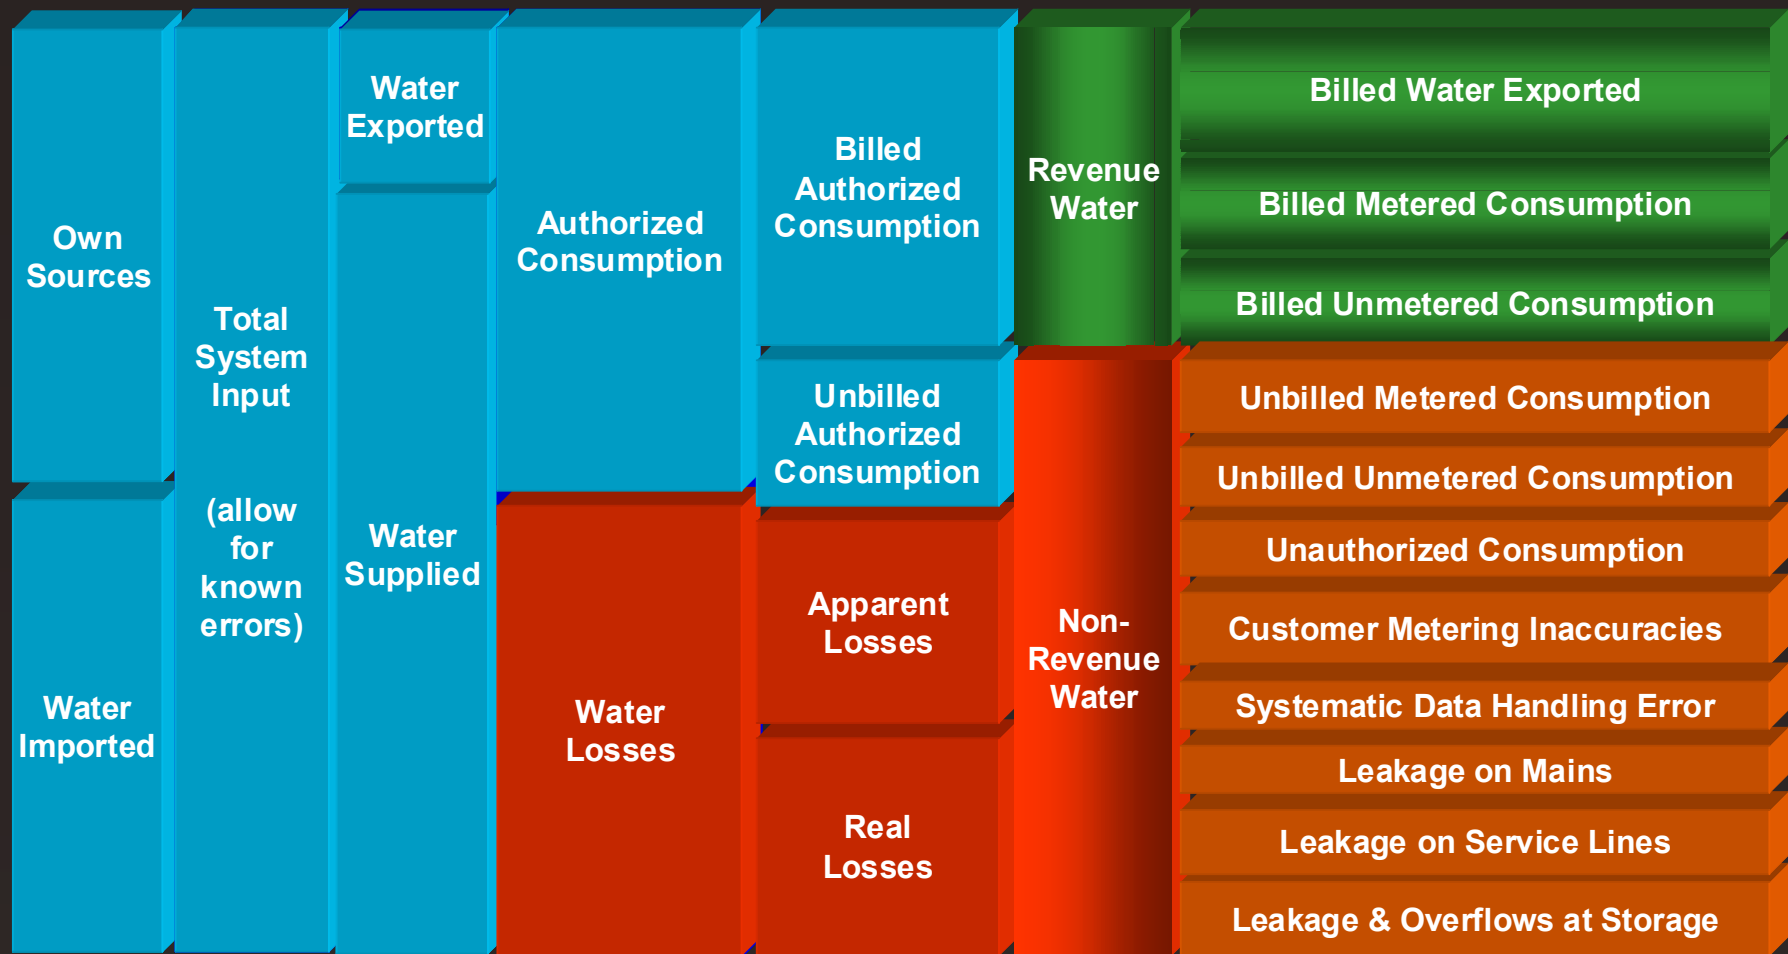 Own
Sources
Water
Imported
Total
System
Input
(allow
for
known
errors)
Water
Exported
Water
Supplied
Authorized
Consumption
Water
Losses
Billed
Authorized
Consumption
Unbilled
Authorized
Consumption
Apparent
Losses
Real
Losses
Revenue
Water
Non-
Revenue
Water
Billed Water Exported
Billed Metered Consumption
Billed Unmetered Consumption
Unbilled Metered Consumption
Unbilled Unmetered Consumption
Unauthorized Consumption
Customer Metering Inaccuracies
Systematic Data Handling Error
Leakage on Mains
Leakage on Service Lines
Leakage & Overflows at Storage